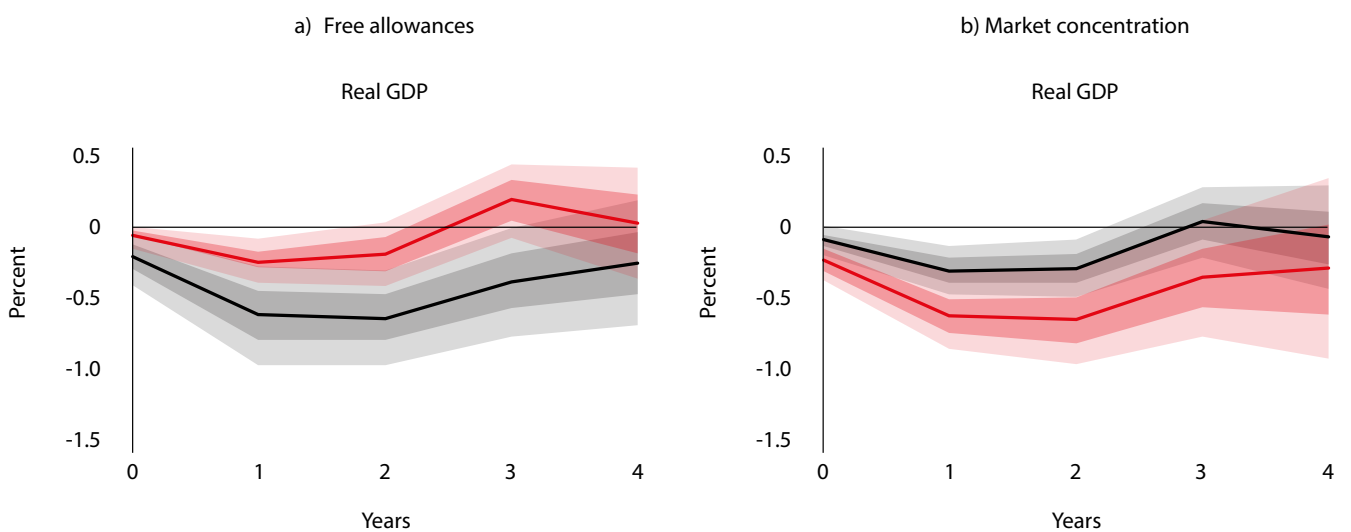 a) Free allowances
Real GDP
Percent
0.5
0
-0.5
-1.0
-1.5
0 1 2 3 4
Years
b) Market concentration
Real GDP
Percent
0.5
0
-0.5
-1.0
-1.5
0 1 2 3 4
Years